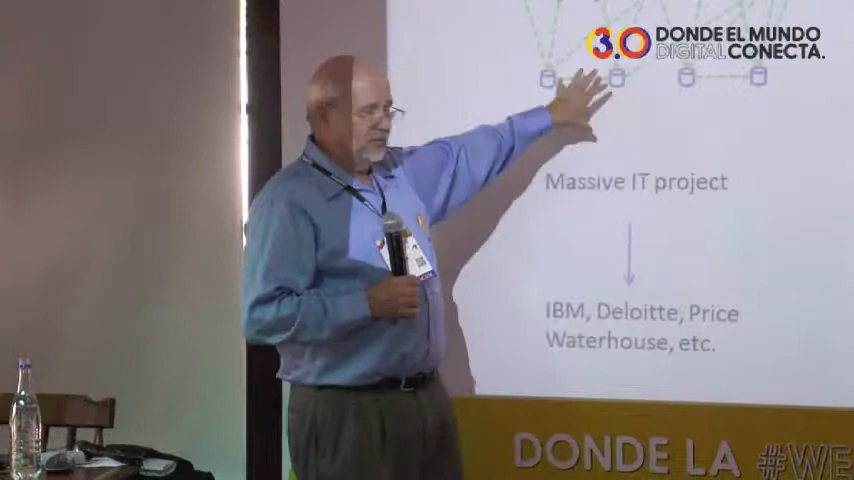 3.0 DONDE EL MUNDO
DIGITAL CONECTA.
Massive IT project
IBM, Deloitte, Price
Waterhouse, etc.
DONDE LA #WE